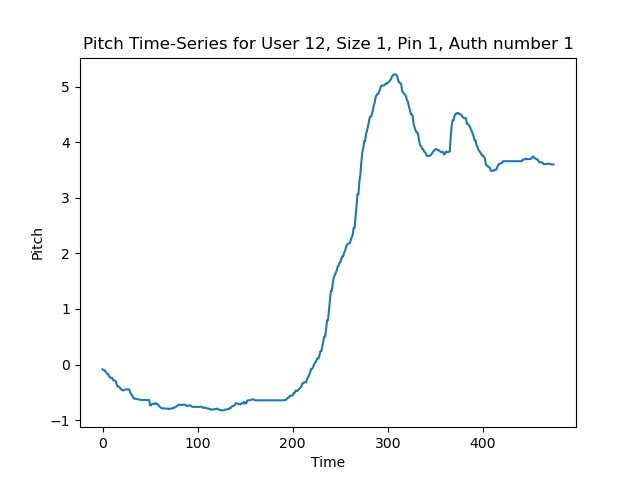 Pitch Time-Series for User 12, Size 1, Pin 1, Auth number 1
5
4
3
2
1
0
−1
Pitch
0 100 200 300 400
Time